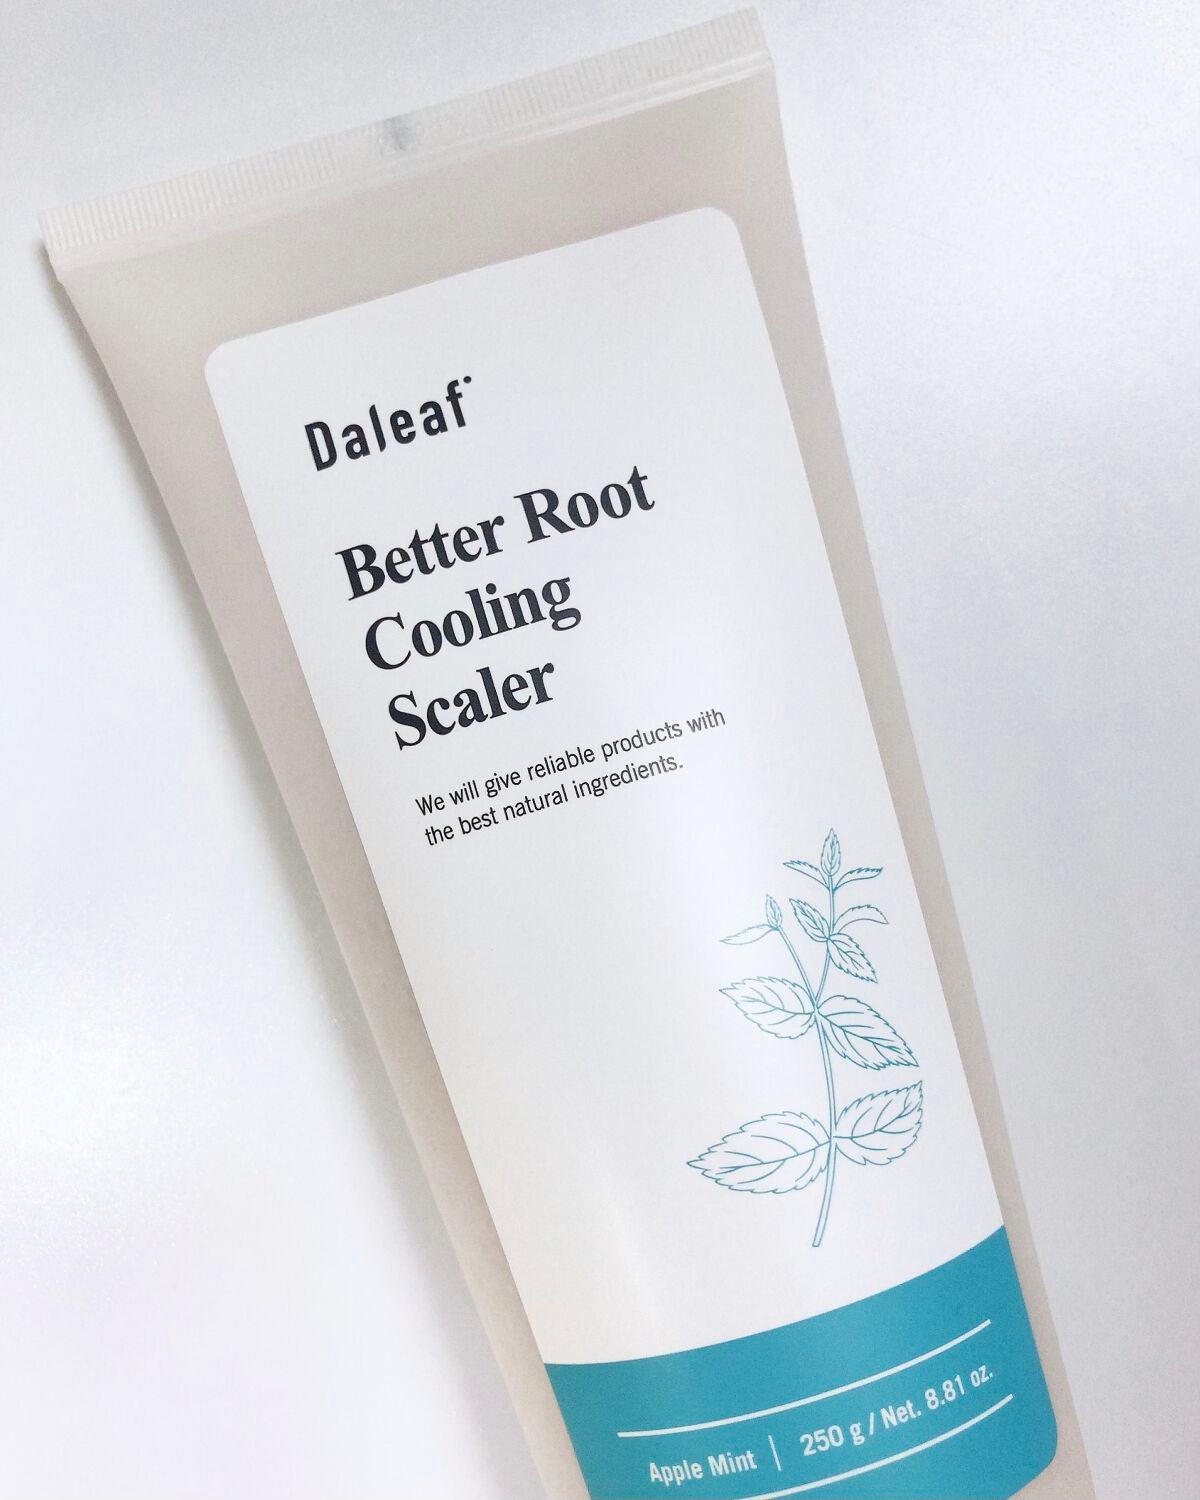 Daleaf
Better Root
Cooling
Scaler
We will give reliable products with
the best natural ingredients.
Apple Mint | 250 g / Net. 8.81 oz.